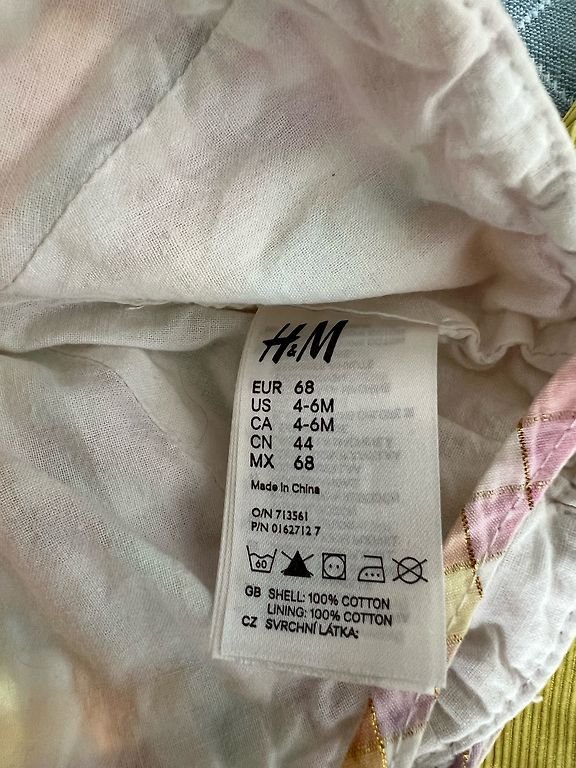 H&M
EUR 68
US 4-6M
CA 4-6M
CN 44
MX 68
Made in China
O/N 713561
P/N 0162712 7
60
GB SHELL: 100% COTTON
LINING: 100% COTTON
CZ SVRCHNÍ LÁTKA: